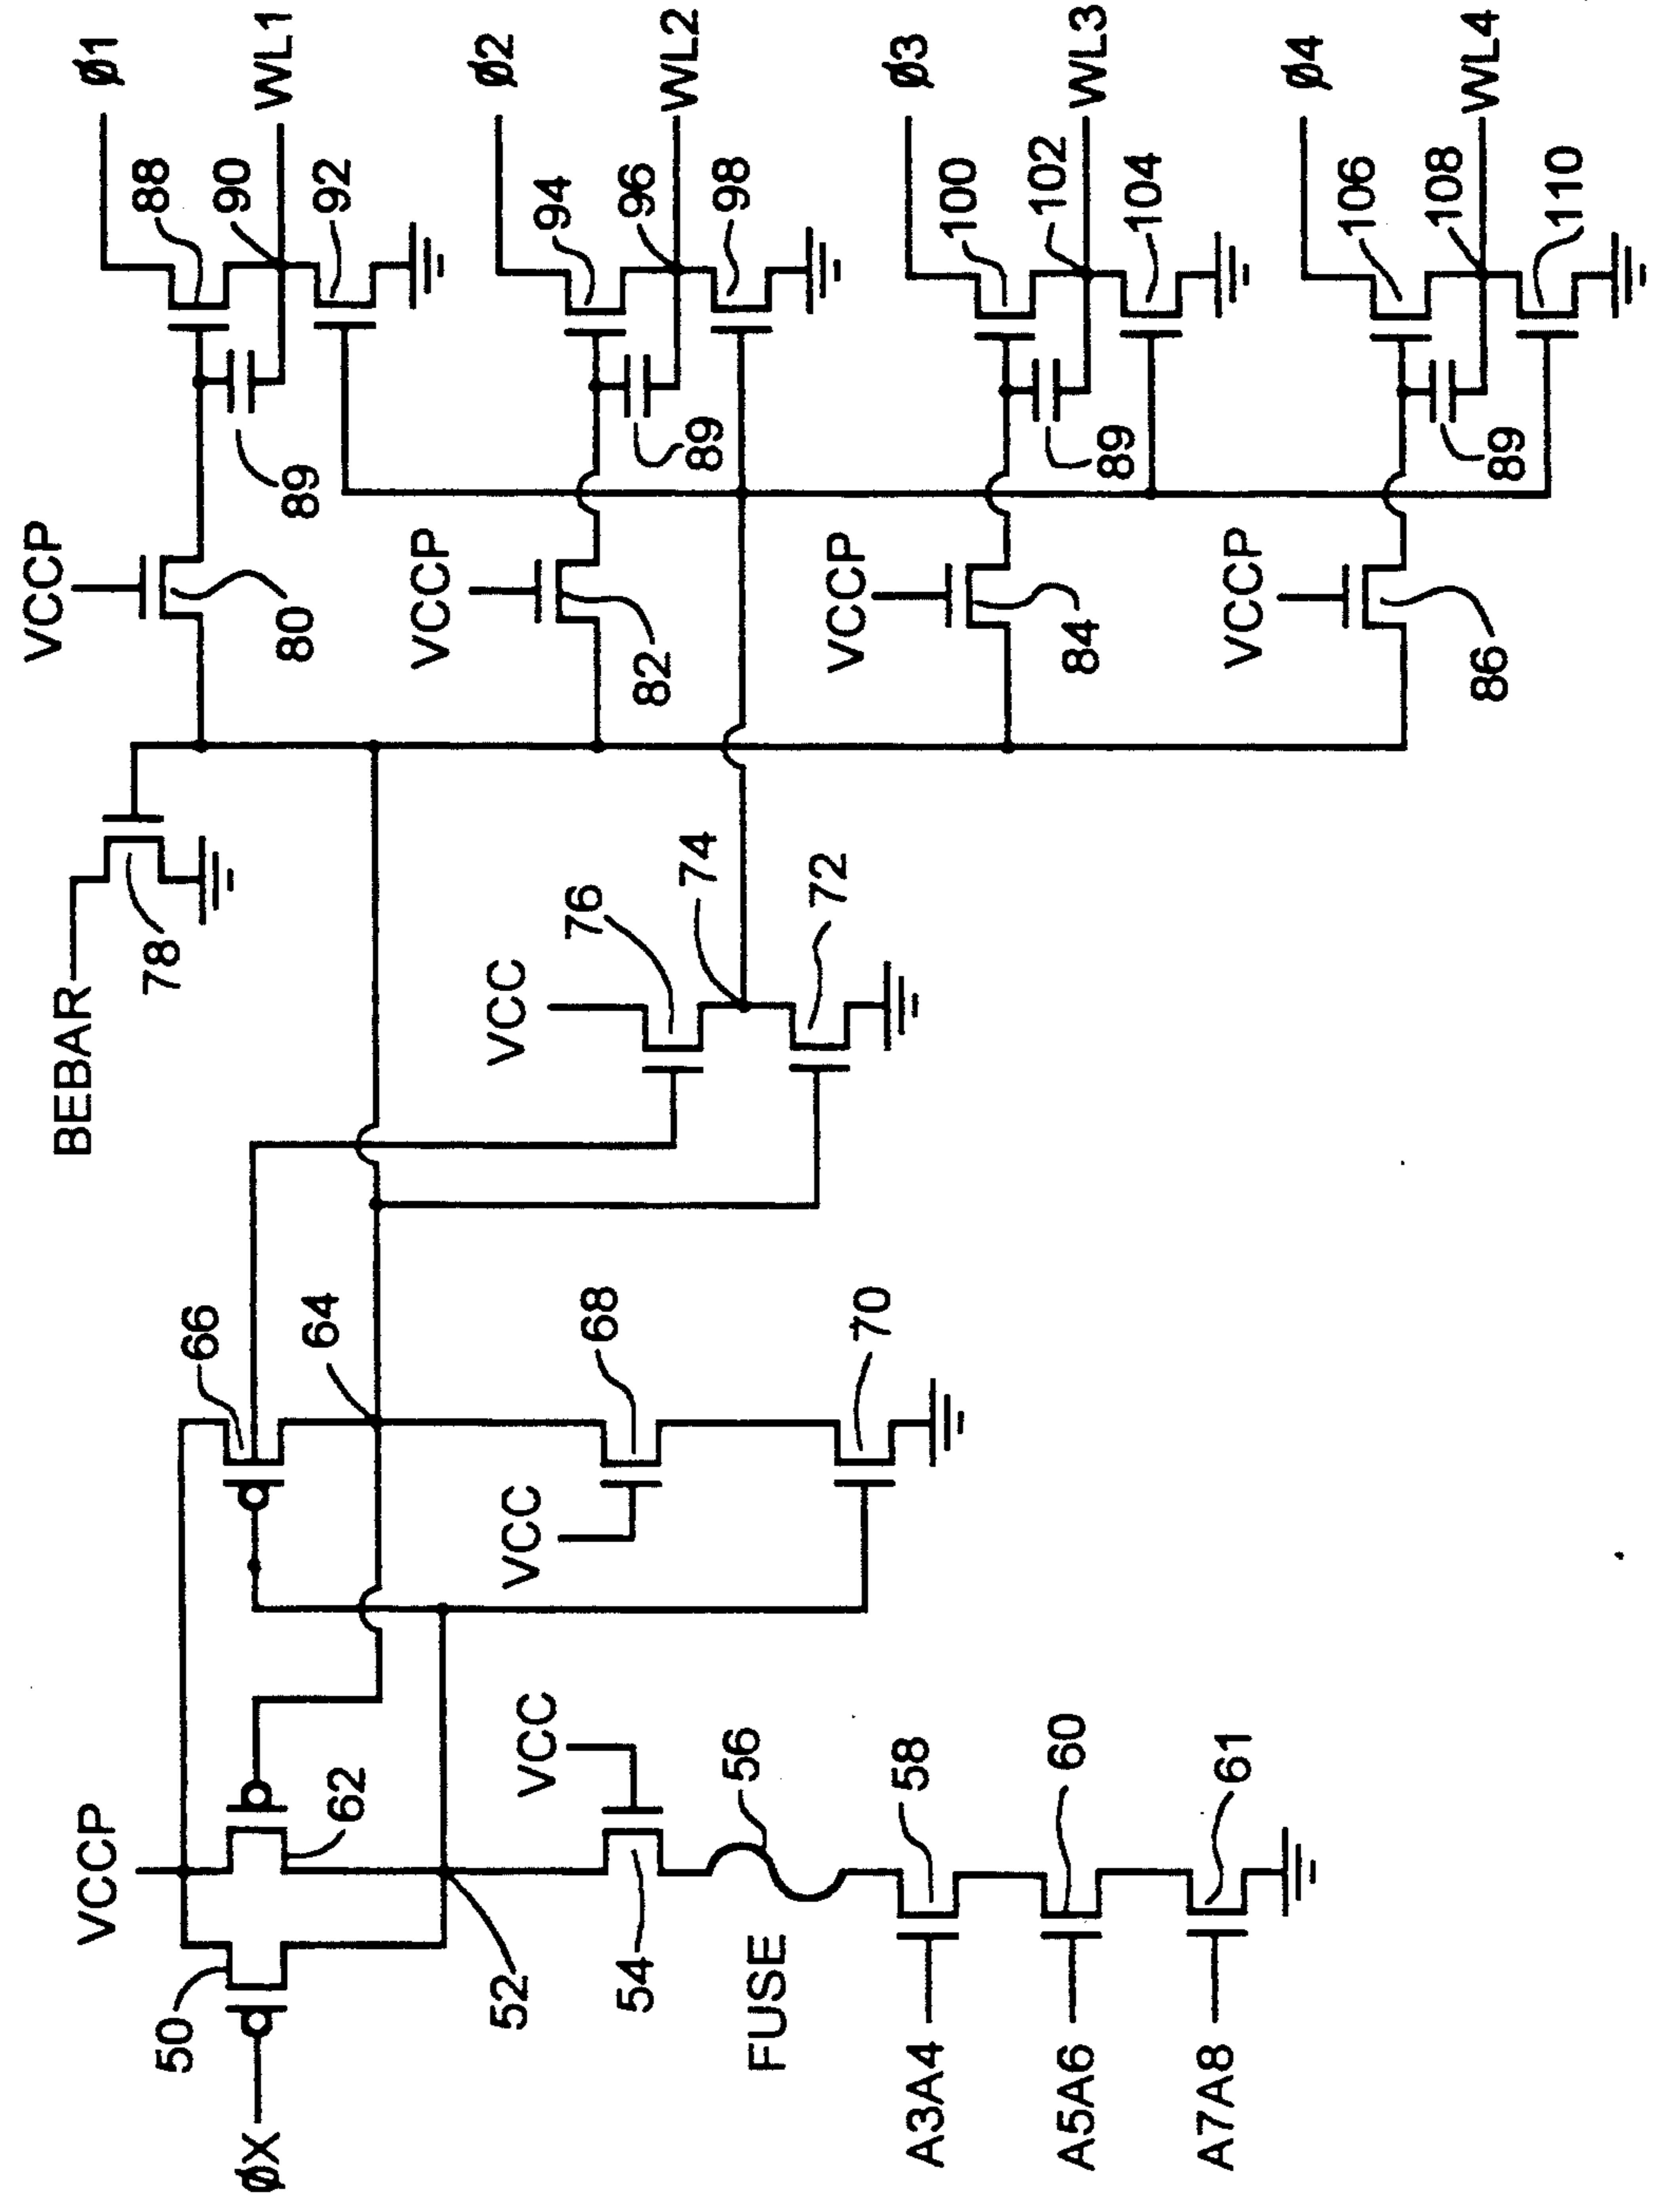 ØX
50
VCCP
62
52
54
VCC
FUSE
56
A3A4
58
A5A6
60
A7A8
61
66
64
VCC
68
70
BEBAR
78
VCC
76
74
72
VCCP
80
89
Ø1
88
90
WL1
92
VCCP
82
89
Ø2
94
96
WL2
98
VCCP
84
89
Ø3
100
102
WL3
104
VCCP
86
89
Ø4
106
108
WL4
110